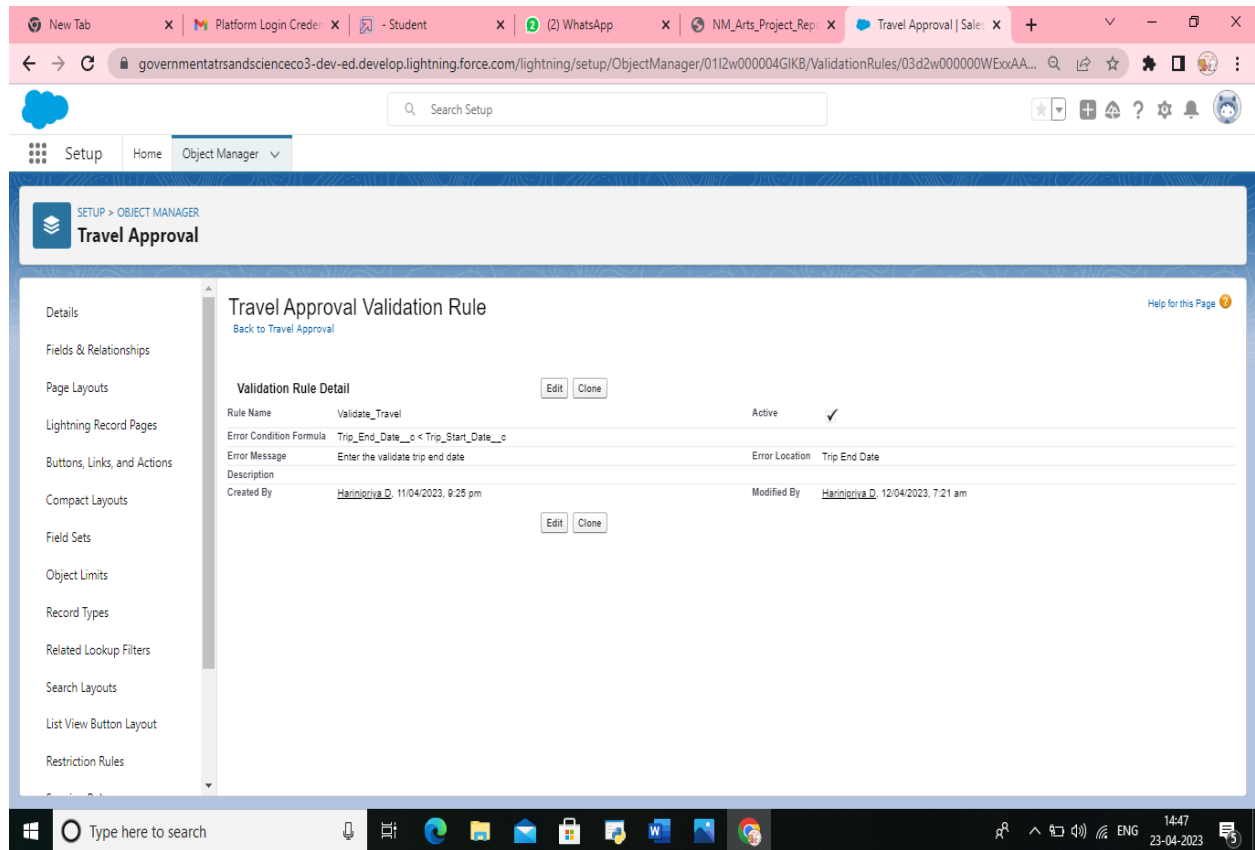 New Tab
Platform Login Creder
- Student
(2) WhatsApp
NM_Arts_Project_Repo
Travel Approval | Sales
governmentatrsandscienceco3-dev-ed.develop.lightning.force.com/lightning/setup/ObjectManager/01I2w000004GIKB/ValidationRules/03d2w000000WExxAA...
Search Setup
Setup Home Object Manager
SETUP > OBJECT MANAGER
Travel Approval
Details
Fields & Relationships
Page Layouts
Lightning Record Pages
Buttons, Links, and Actions
Compact Layouts
Field Sets
Object Limits
Record Types
Related Lookup Filters
Search Layouts
List View Button Layout
Restriction Rules
Travel Approval Validation Rule
Back to Travel Approval
Help for this Page
Validation Rule Detail Edit Clone
Rule Name Validate_Travel Active ✓
Error Condition Formula Trip_End_Date__c < Trip_Start_Date__c
Error Message Enter the validate trip end date Error Location Trip End Date
Description
Created By Harinipriya D, 11/04/2023, 9:25 pm Modified By Harinipriya D, 12/04/2023, 7:21 am
Edit Clone
Type here to search
ENG
14:47
23-04-2023
5